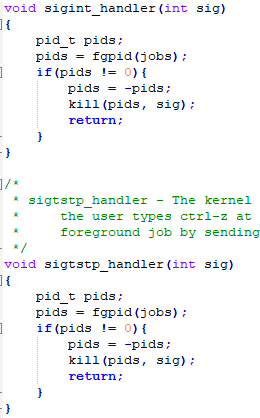 void sigint_handler(int sig)
{
pid_t pids;
pids = fgpid(jobs);
if(pids != 0){
pids = -pids;
kill(pids, sig);
return;
}
}
/*
* sigtstp_handler - The kernel
* the user types ctrl-z at
* foreground job by sending
*/
void sigtstp_handler(int sig)
{
pid_t pids;
pids = fgpid(jobs);
if(pids != 0){
pids = -pids;
kill(pids, sig);
return;
}
}